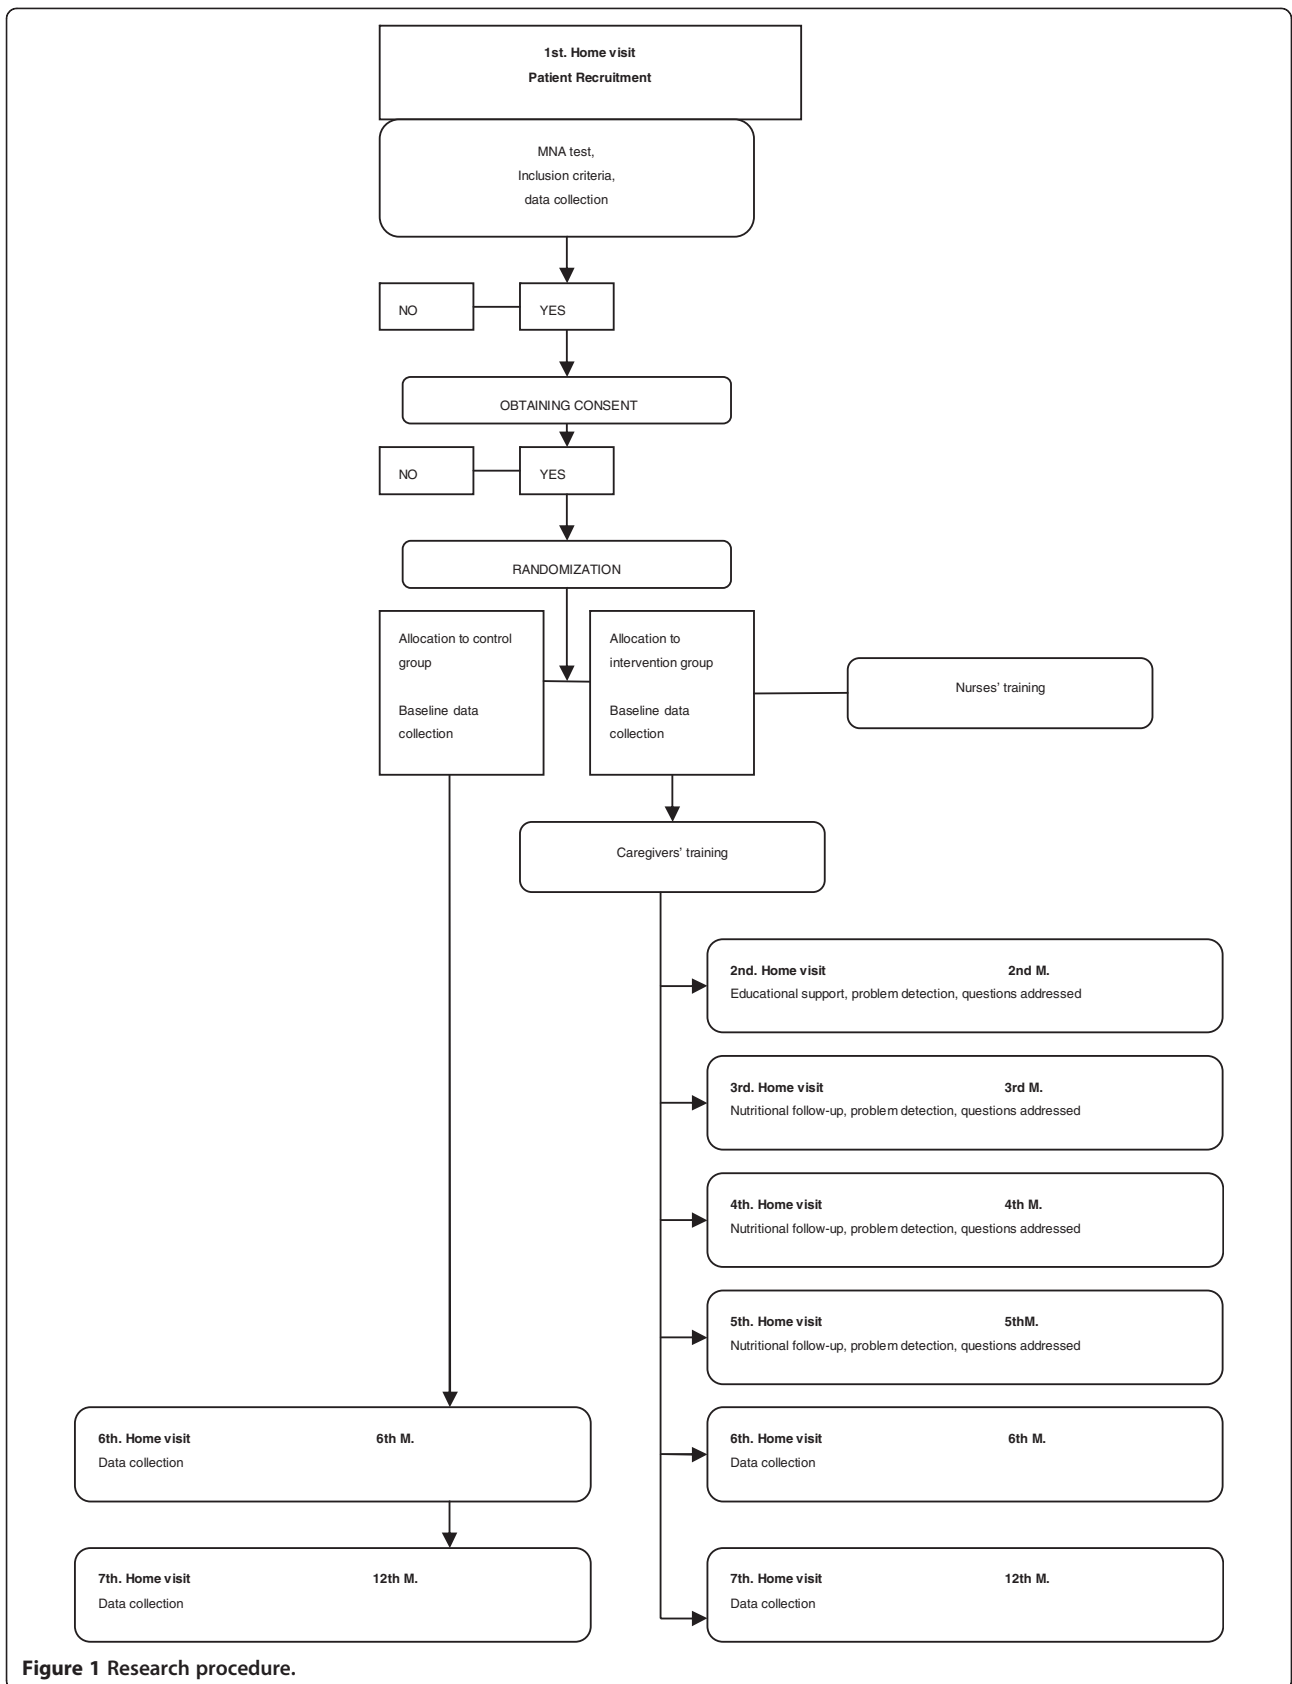 1st. Home visit
Patient Recruitment
MNA test,
Inclusion criteria,
data collection
NO
YES
OBTAINING CONSENT
NO
YES
RANDOMIZATION
Allocation to control
group
Baseline data
collection
Allocation to
intervention group
Baseline data
collection
Nurses' training
Caregivers' training
2nd. Home visit 2nd M.
Educational support, problem detection, questions addressed
3rd. Home visit 3rd M.
Nutritional follow-up, problem detection, questions addressed
4th. Home visit 4th M.
Nutritional follow-up, problem detection, questions addressed
5th. Home visit 5thM.
Nutritional follow-up, problem detection, questions addressed
6th. Home visit 6th M.
Data collection
6th. Home visit 6th M.
Data collection
7th. Home visit 12th M.
Data collection
7th. Home visit 12th M.
Data collection
Figure 1 Research procedure.